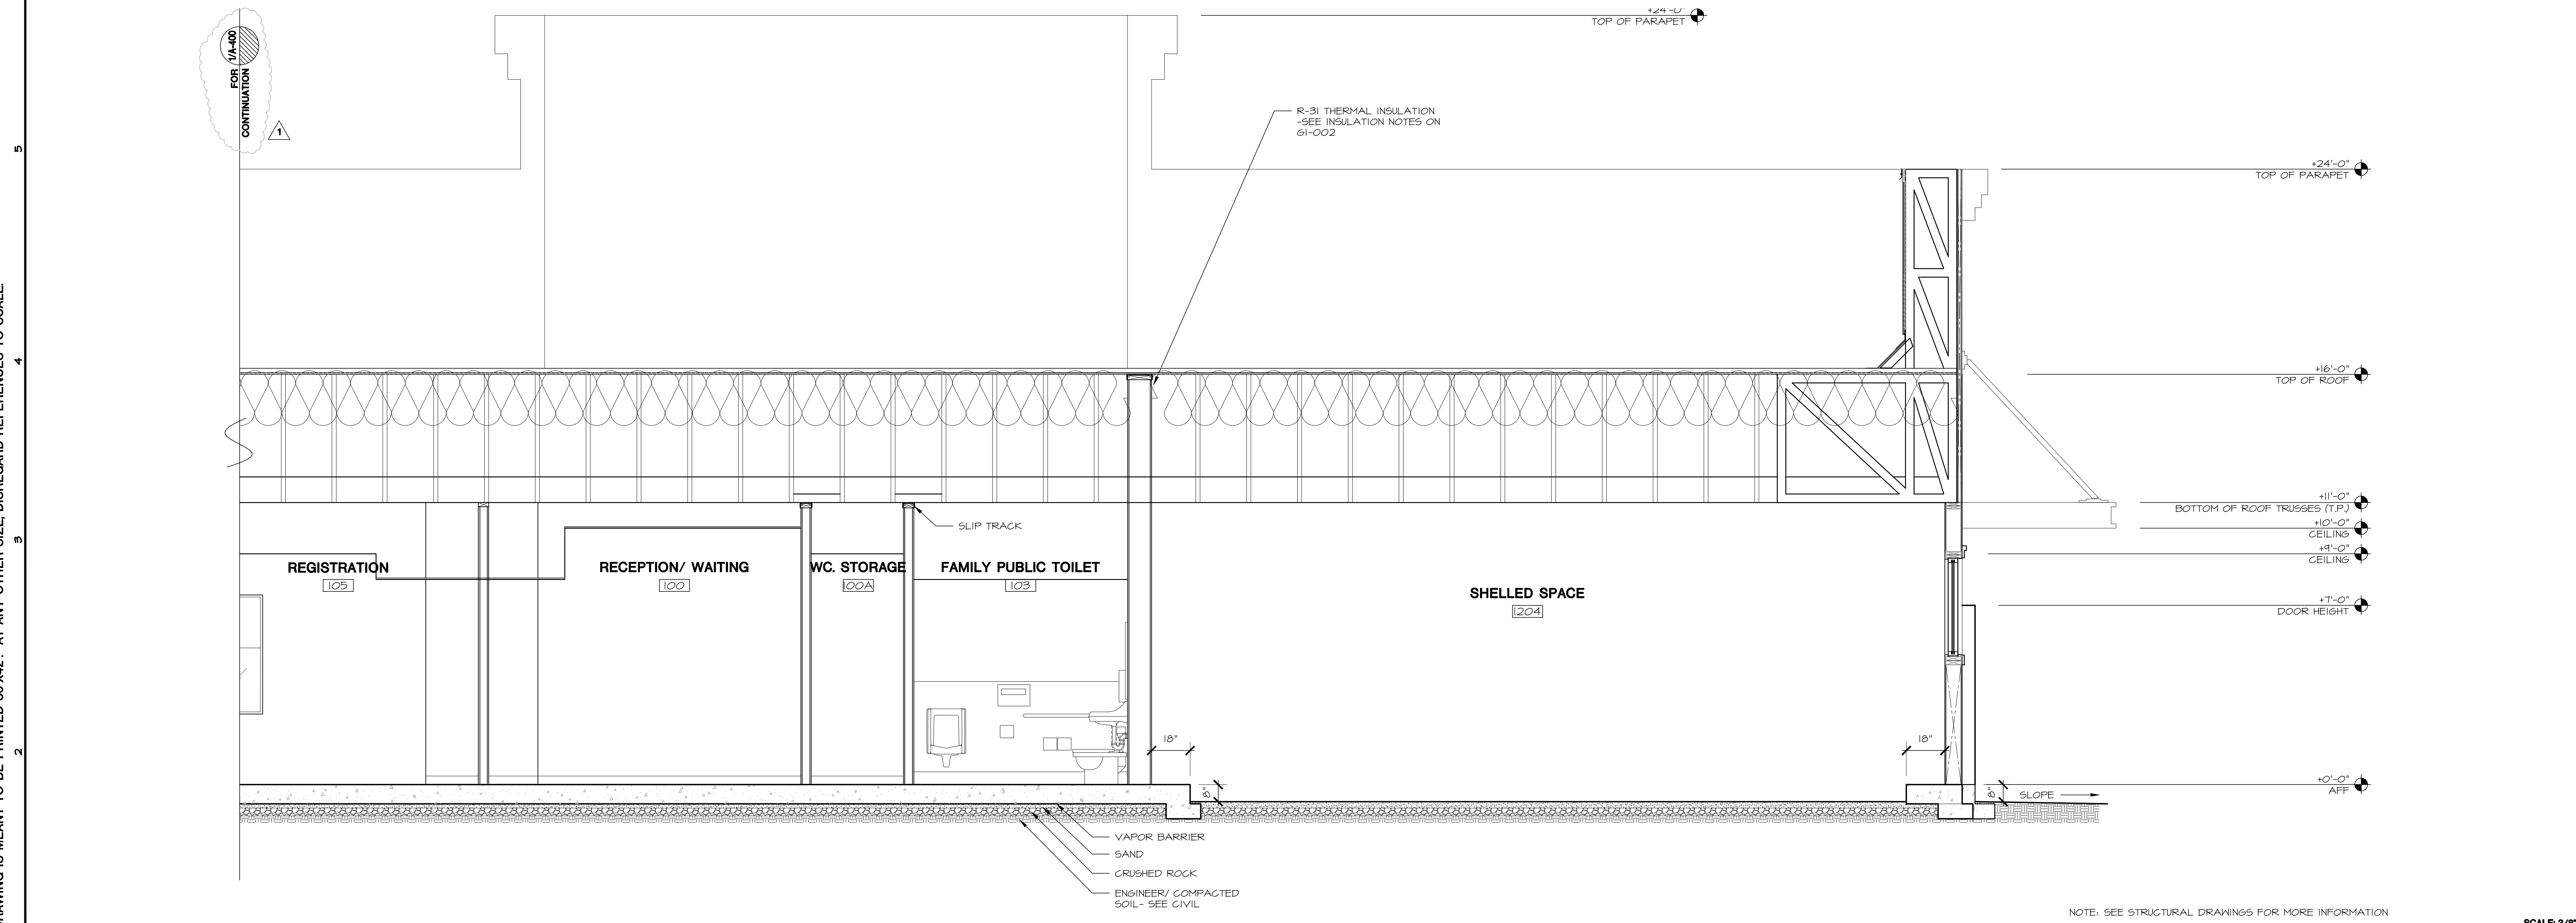 +24'-0"
TOP OF PARAPET
1/A-400
FOR
CONTINUATION
1
R-31 THERMAL INSULATION
-SEE INSULATION NOTES ON
G1-002
5
+24'-0"
TOP OF PARAPET
4
+16'-0"
TOP OF ROOF
+11'-0"
BOTTOM OF ROOF TRUSSES (T.P.)
SLIP TRACK
+10'-0"
CEILING
3
+9'-0"
CEILING
REGISTRATION
105
RECEPTION/ WAITING
100
WC. STORAGE
100A
FAMILY PUBLIC TOILET
103
SHELLED SPACE
1204
+7'-0"
DOOR HEIGHT
2
18"
18"
8"
8"
+0'-0"
AFF
SLOPE
VAPOR BARRIER
SAND
CRUSHED ROCK
ENGINEER/ COMPACTED
SOIL- SEE CIVIL
NOTE: SEE STRUCTURAL DRAWINGS FOR MORE INFORMATION